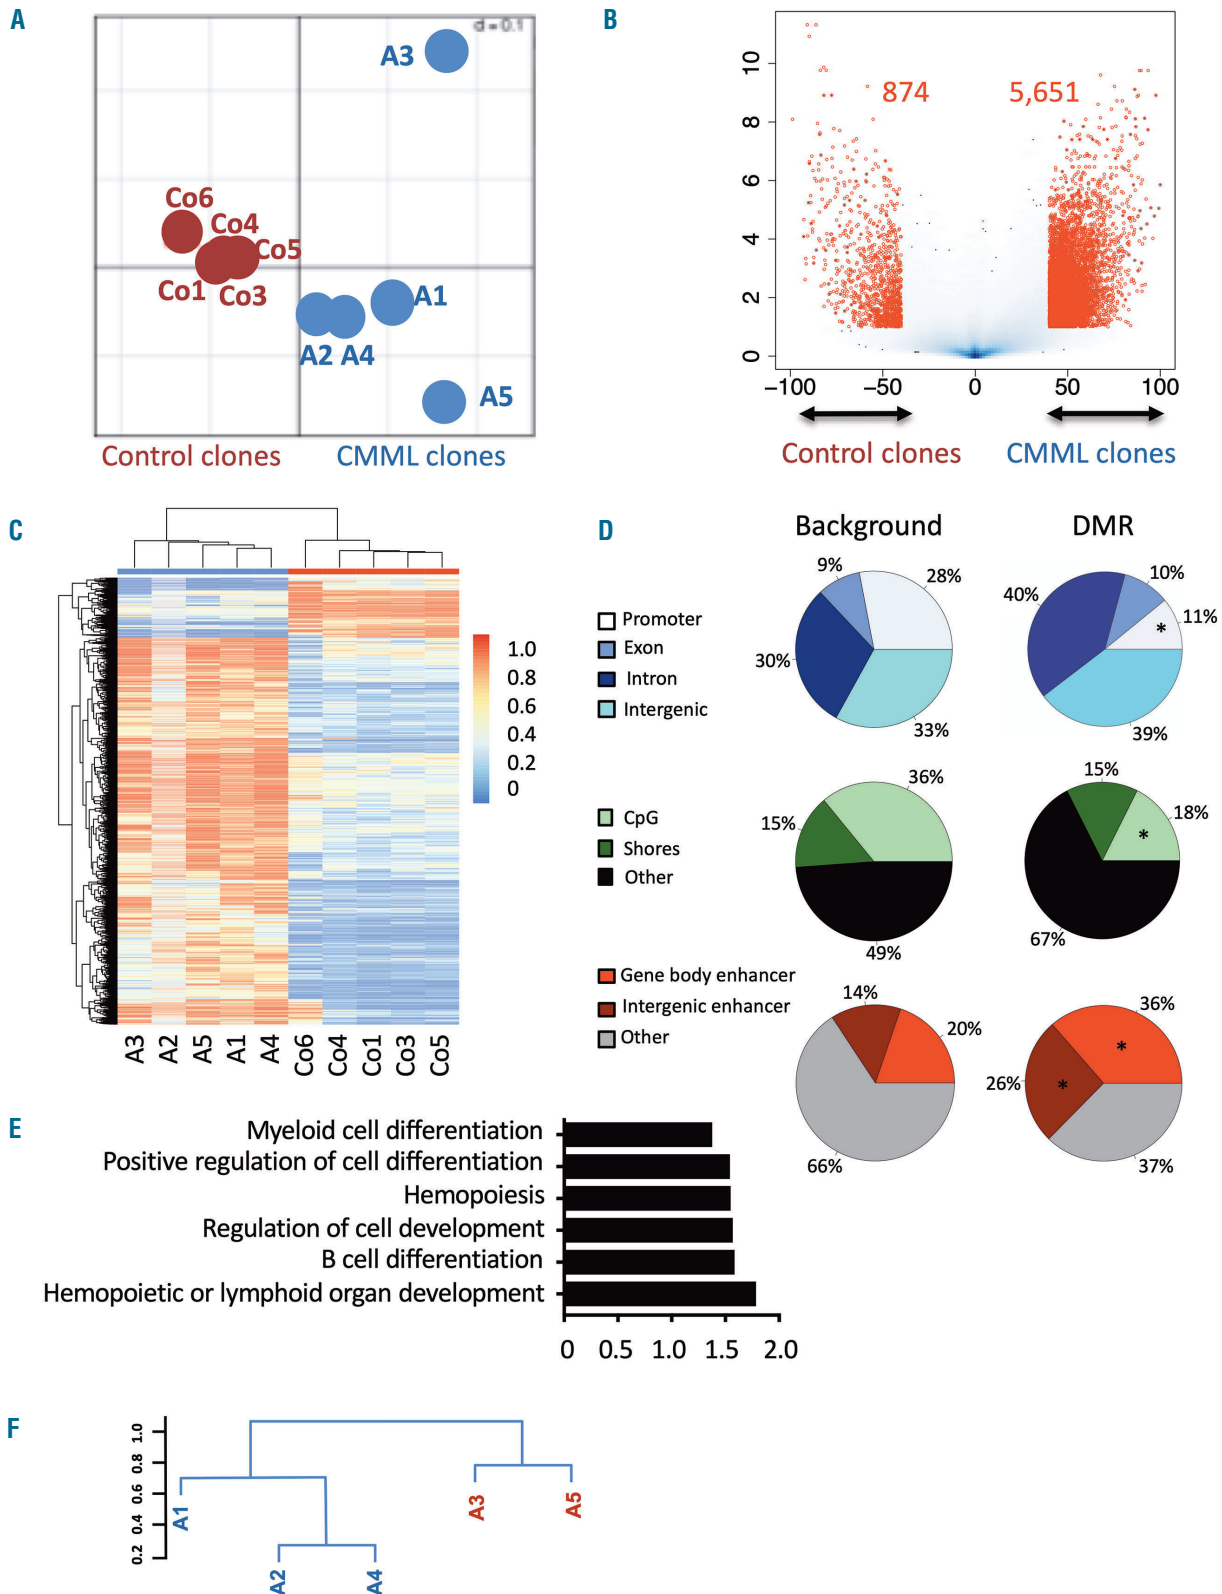 A
d = 0.1
A3
Co6
Co4
Co5
Co1
Co3
A1
A2
A4
A5
Control clones
CMML clones
B
874
5,651
10
8
6
4
2
0
−100
−50
0
50
100
Control clones
CMML clones
C
1.0
0.8
0.6
0.4
0.2
0
A3
A2
A5
A1
A4
Co6
Co4
Co1
Co3
Co5
D
Background
DMR
Promoter
Exon
Intron
Intergenic
9%
28%
30%
33%
40%
10%
11%
*
39%
CpG
Shores
Other
36%
15%
49%
15%
18%
*
67%
Gene body enhancer
Intergenic enhancer
Other
14%
20%
66%
36%
*
26%
*
37%
E
Myeloid cell differentiation
Positive regulation of cell differentiation
Hemopoiesis
Regulation of cell development
B cell differentiation
Hemopoietic or lymphoid organ development
0
0.5
1.0
1.5
2.0
F
1.0
0.8
0.6
0.4
0.2
A1
A2
A4
A3
A5